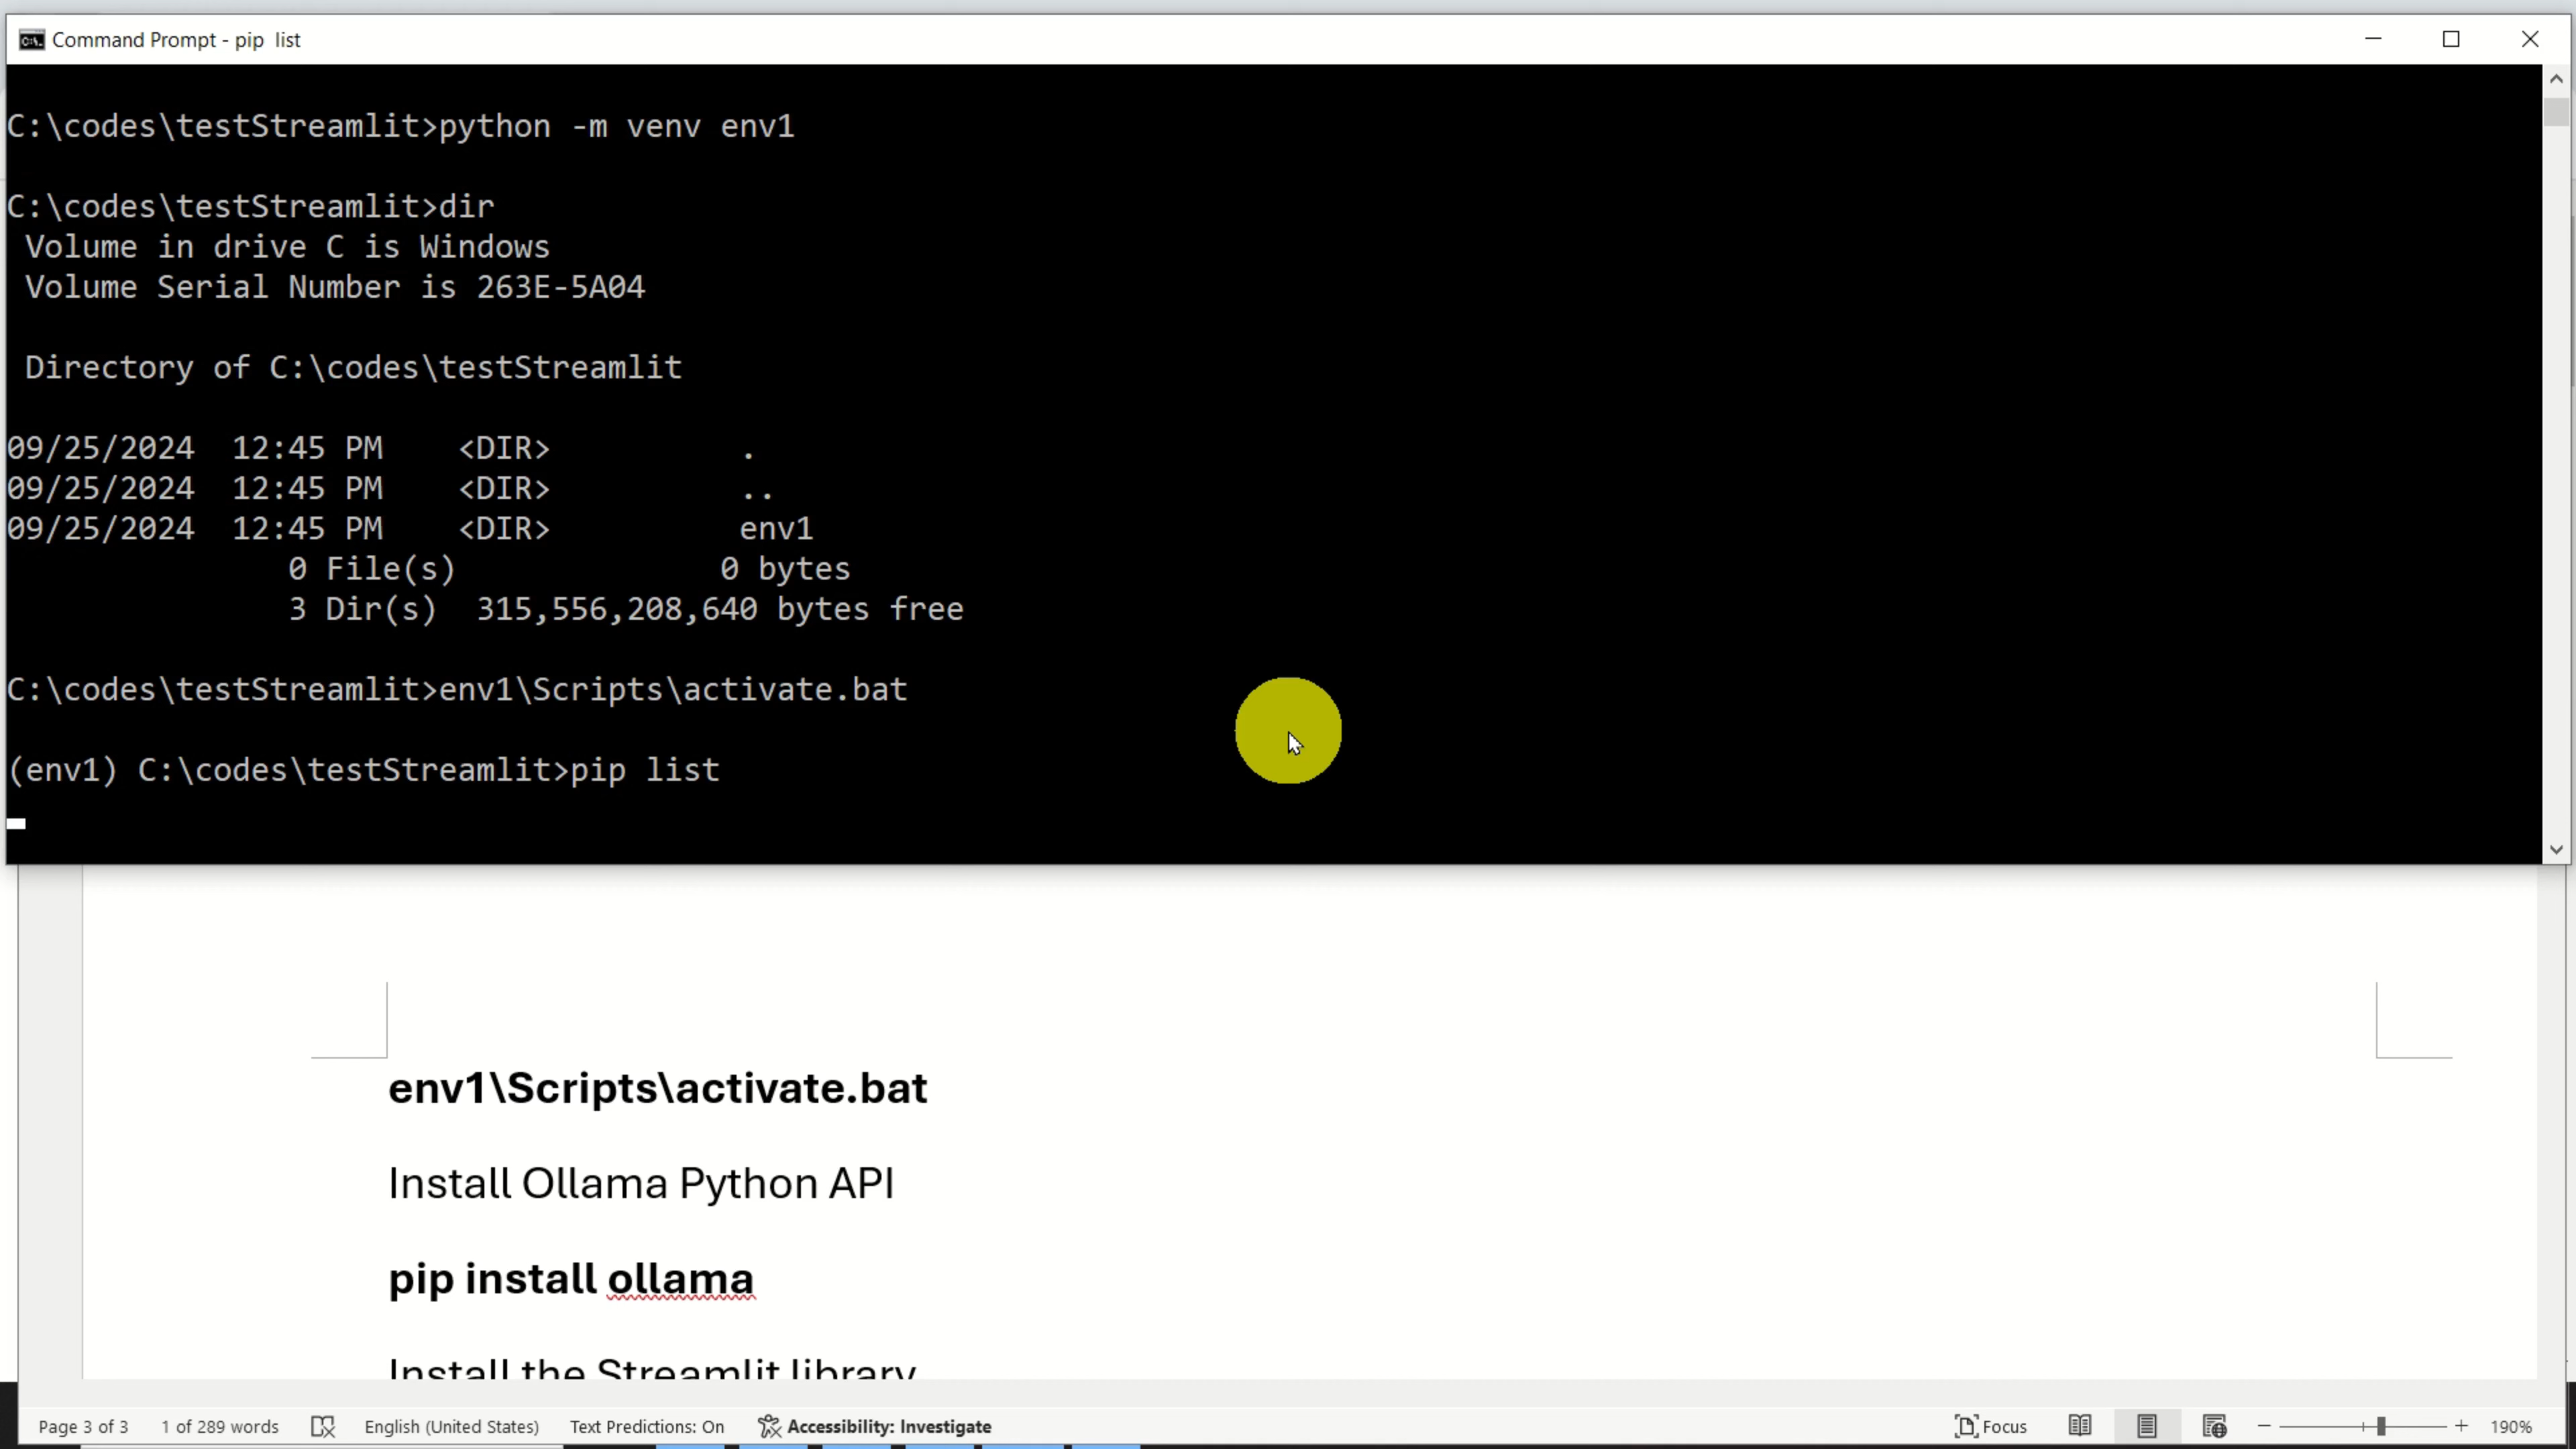 Command Prompt - pip  list
C:\codes\testStreamlit>python -m venv env1
C:\codes\testStreamlit>dir
Volume in drive C is Windows
Volume Serial Number is 263E-5A04
Directory of C:\codes\testStreamlit
09/25/2024  12:45 PM    <DIR>          .
09/25/2024  12:45 PM    <DIR>          ..
09/25/2024  12:45 PM    <DIR>          env1
0 File(s)              0 bytes
3 Dir(s)  315,556,208,640 bytes free
C:\codes\testStreamlit>env1\Scripts\activate.bat
(env1) C:\codes\testStreamlit>pip list
env1\Scripts\activate.bat
Install Ollama Python API
pip install ollama
Install the Streamlit library
Page 3 of 3 1 of 289 words English (United States) Text Predictions: On Accessibility: Investigate Focus 190%